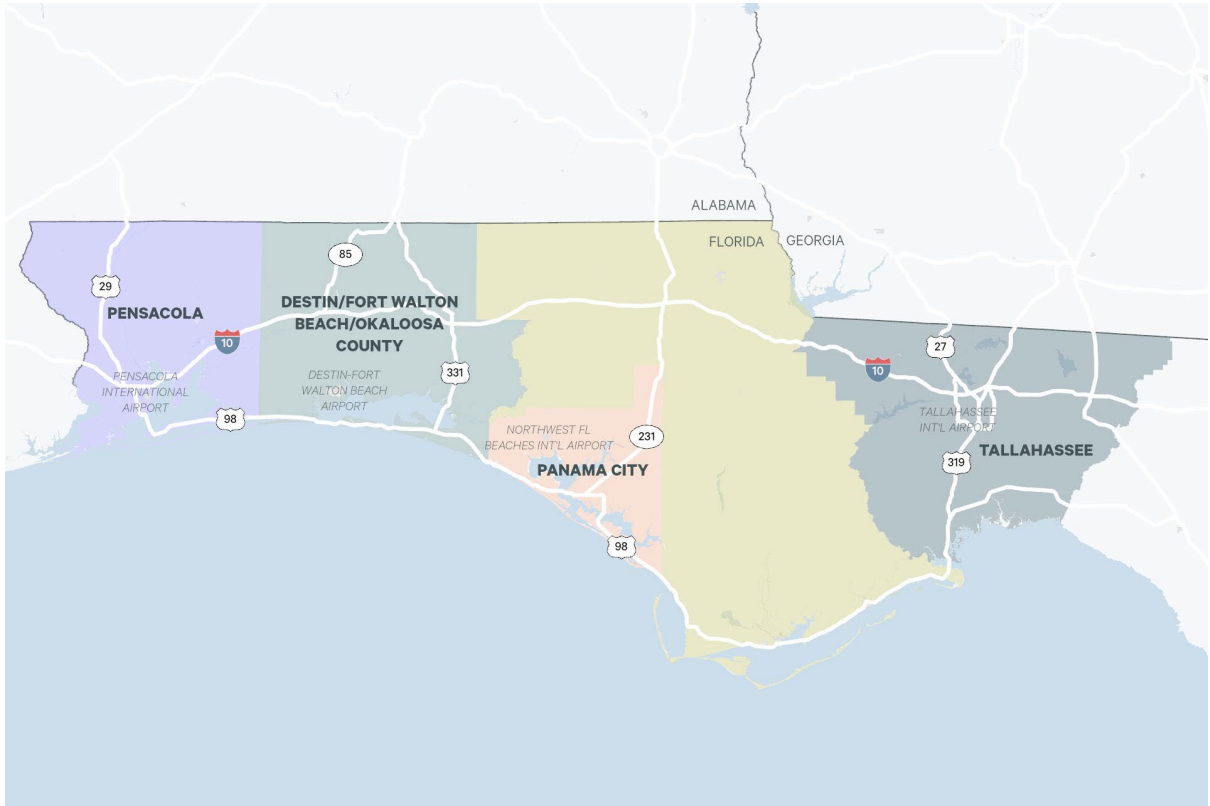 ALABAMA
FLORIDA
GEORGIA
85
29
PENSACOLA
DESTIN/FORT WALTON
BEACH/OKALOOSA
COUNTY
10
331
27
10
PENSACOLA
INTERNATIONAL
AIRPORT
DESTIN-FORT
WALTON BEACH
AIRPORT
98
NORTHWEST FL
BEACHES INT'L AIRPORT
231
TALLAHASSEE
INT'L AIRPORT
TALLAHASSEE
319
PANAMA CITY
98